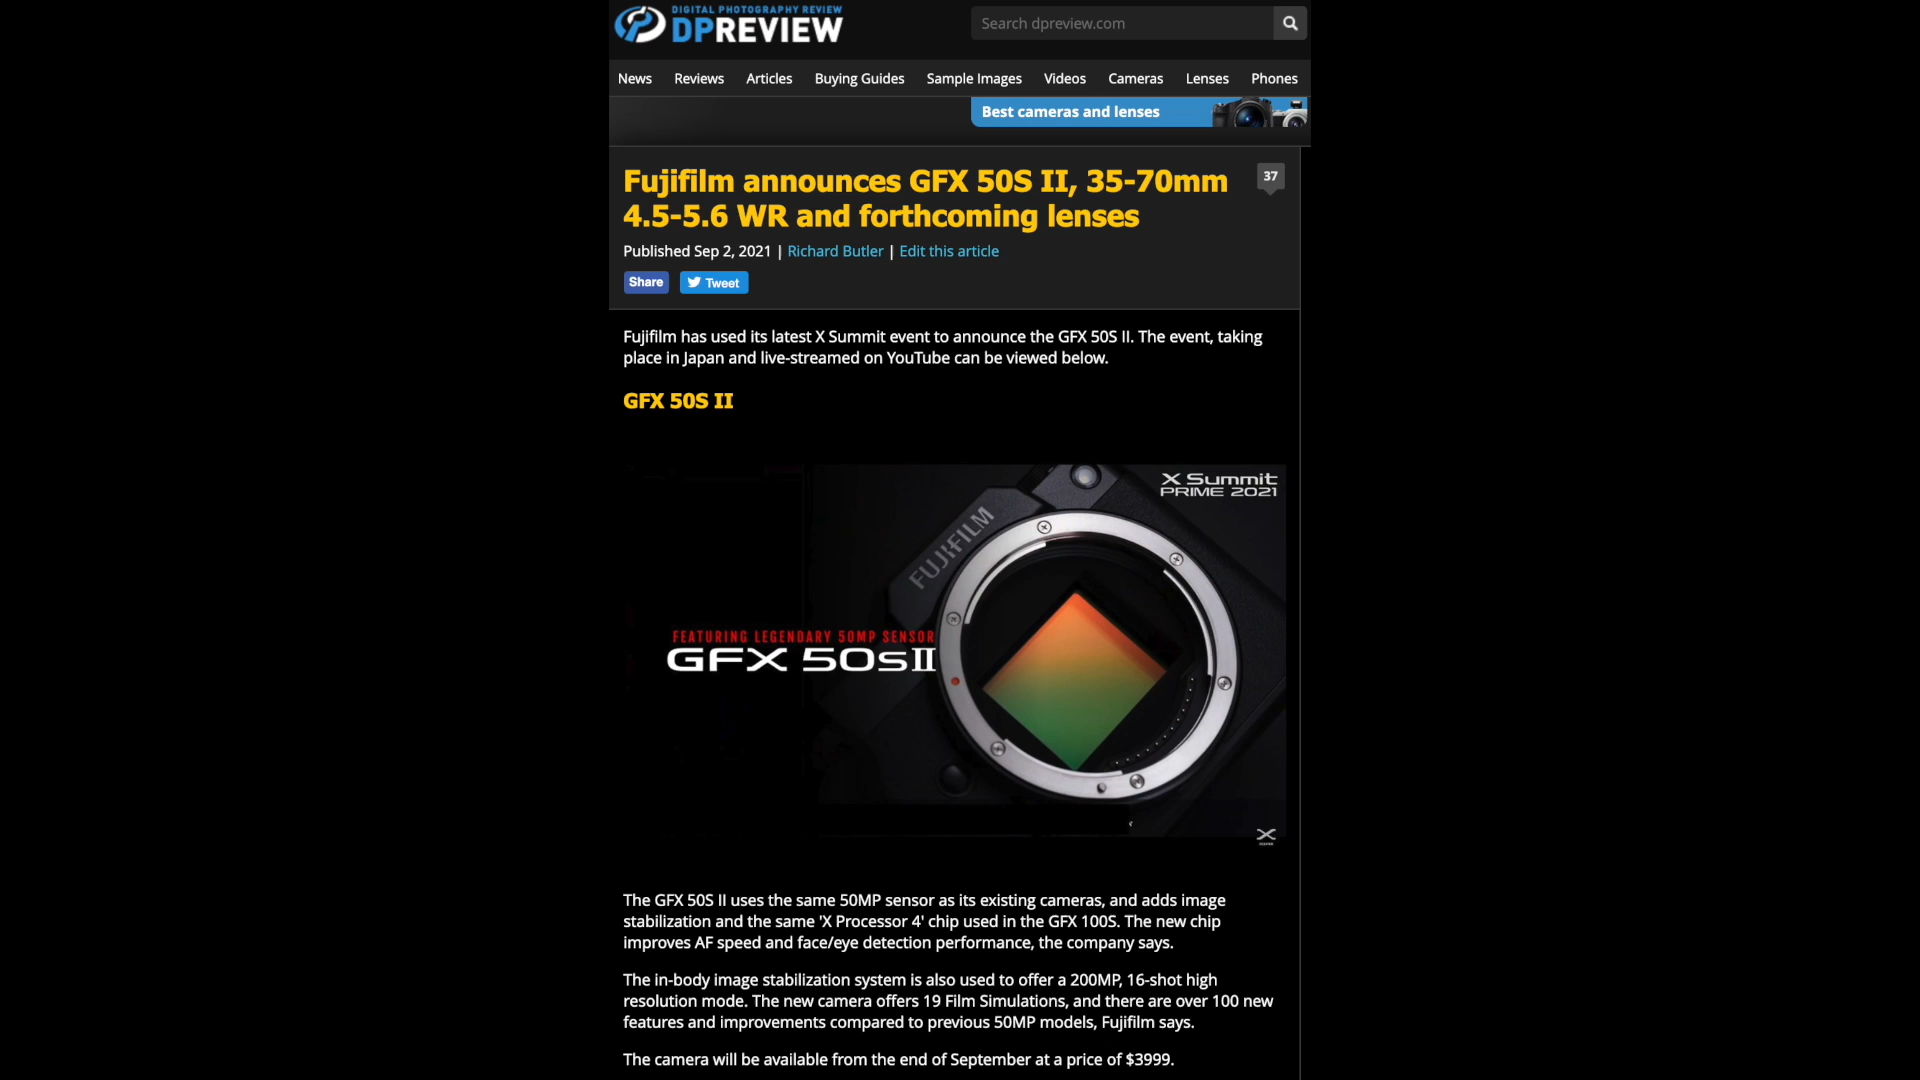 DIGITAL PHOTOGRAPHY REVIEW
DPREVIEW
Search dpreview.com
News Reviews Articles Buying Guides Sample Images Videos Cameras Lenses Phones
Best cameras and lenses
Fujifilm announces GFX 50S II, 35-70mm
4.5-5.6 WR and forthcoming lenses
37
Published Sep 2, 2021 | Richard Butler | Edit this article
Share Tweet
Fujifilm has used its latest X Summit event to announce the GFX 50S II. The event, taking
place in Japan and live-streamed on YouTube can be viewed below.
GFX 50S II
X Summit
PRIME 2021
FUJIFILM
FEATURING LEGENDARY 50MP SENSOR
GFX 50SII
The GFX 50S II uses the same 50MP sensor as its existing cameras, and adds image
stabilization and the same 'X Processor 4' chip used in the GFX 100S. The new chip
improves AF speed and face/eye detection performance, the company says.
The in-body image stabilization system is also used to offer a 200MP, 16-shot high
resolution mode. The new camera offers 19 Film Simulations, and there are over 100 new
features and improvements compared to previous 50MP models, Fujifilm says.
The camera will be available from the end of September at a price of $3999.